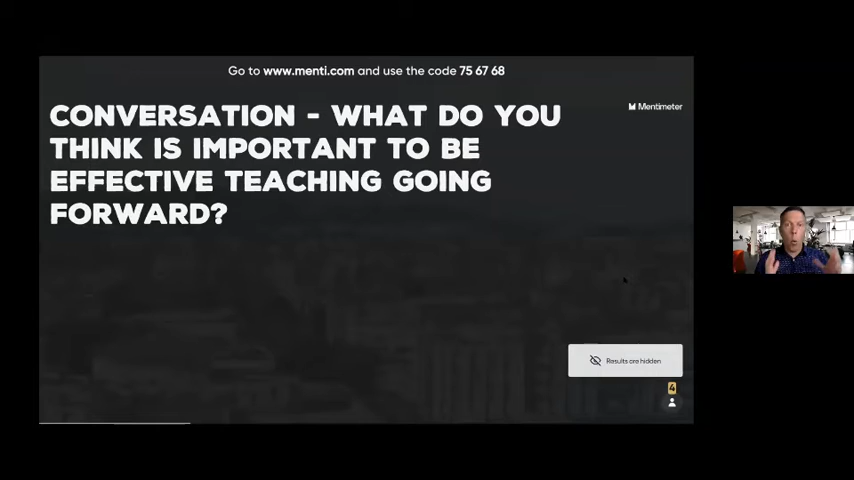 Go to www.menti.com and use the code 75 67 68
Mentimeter
CONVERSATION - WHAT DO YOU
THINK IS IMPORTANT TO BE
EFFECTIVE TEACHING GOING
FORWARD?
Results are hidden
4